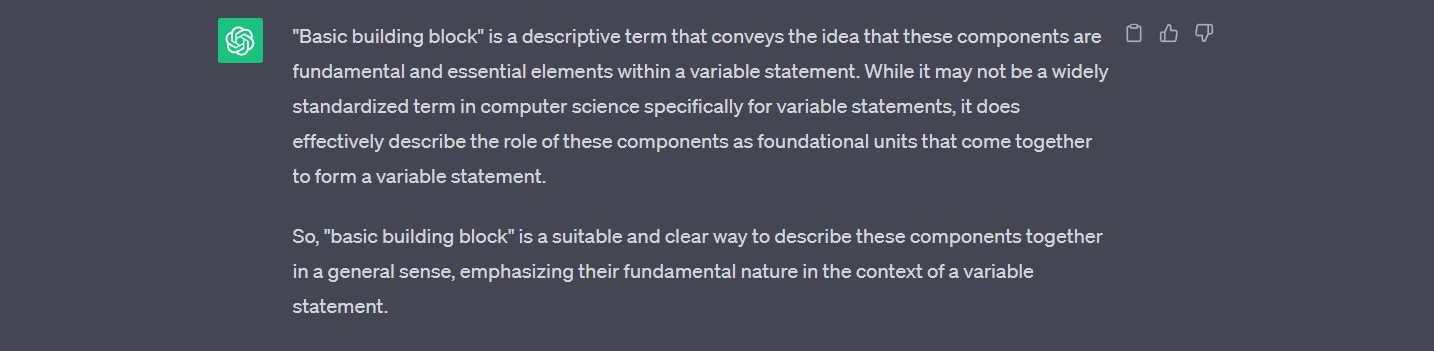 "Basic building block" is a descriptive term that conveys the idea that these components are
fundamental and essential elements within a variable statement. While it may not be a widely
standardized term in computer science specifically for variable statements, it does
effectively describe the role of these components as foundational units that come together
to form a variable statement.
So, "basic building block" is a suitable and clear way to describe these components together
in a general sense, emphasizing their fundamental nature in the context of a variable
statement.